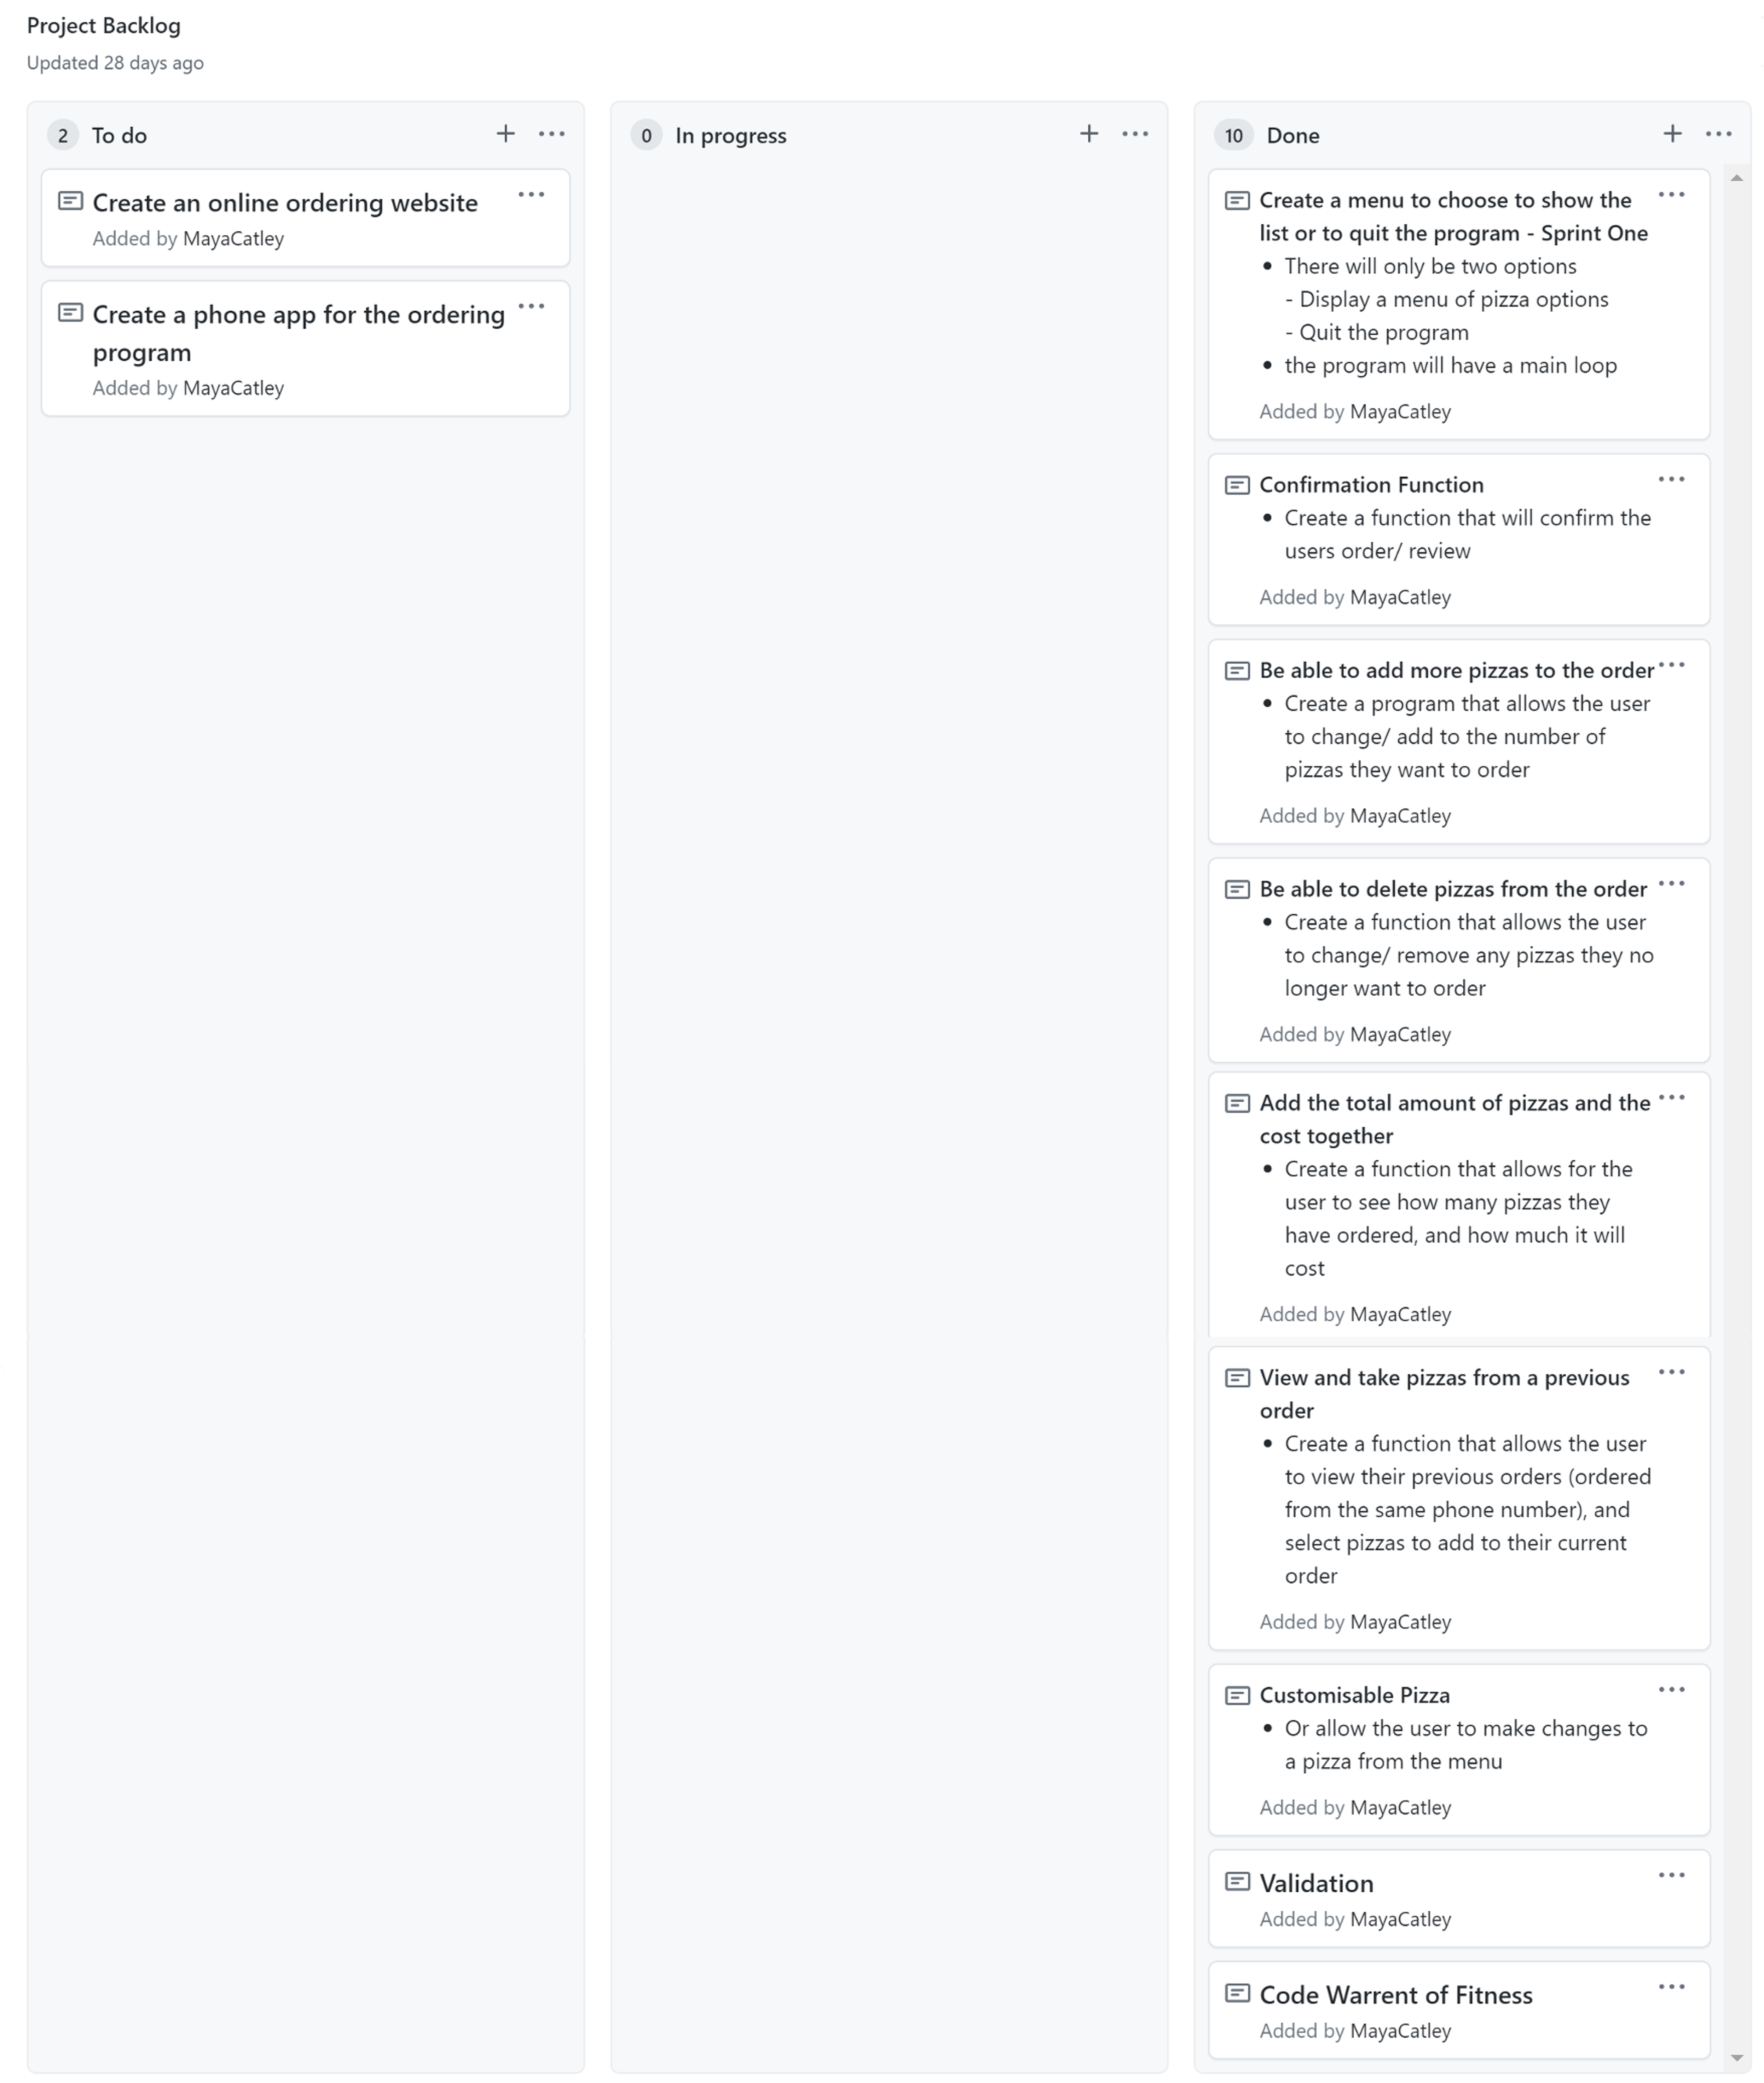 Project Backlog
Updated 28 days ago
2 To do
Create an online ordering website
Added by MayaCatley
Create a phone app for the ordering
program
Added by MayaCatley
0 In progress
10 Done
Create a menu to choose to show the
list or to quit the program - Sprint One
• There will only be two options
- Display a menu of pizza options
- Quit the program
• the program will have a main loop
Added by MayaCatley
Confirmation Function
• Create a function that will confirm the
users order/ review
Added by MayaCatley
Be able to add more pizzas to the order
• Create a program that allows the user
to change/ add to the number of
pizzas they want to order
Added by MayaCatley
Be able to delete pizzas from the order
• Create a function that allows the user
to change/ remove any pizzas they no
longer want to order
Added by MayaCatley
Add the total amount of pizzas and the
cost together
• Create a function that allows for the
user to see how many pizzas they
have ordered, and how much it will
cost
Added by MayaCatley
View and take pizzas from a previous
order
• Create a function that allows the user
to view their previous orders (ordered
from the same phone number), and
select pizzas to add to their current
order
Added by MayaCatley
Customisable Pizza
• Or allow the user to make changes to
a pizza from the menu
Added by MayaCatley
Validation
Added by MayaCatley
Code Warrent of Fitness
Added by MayaCatley